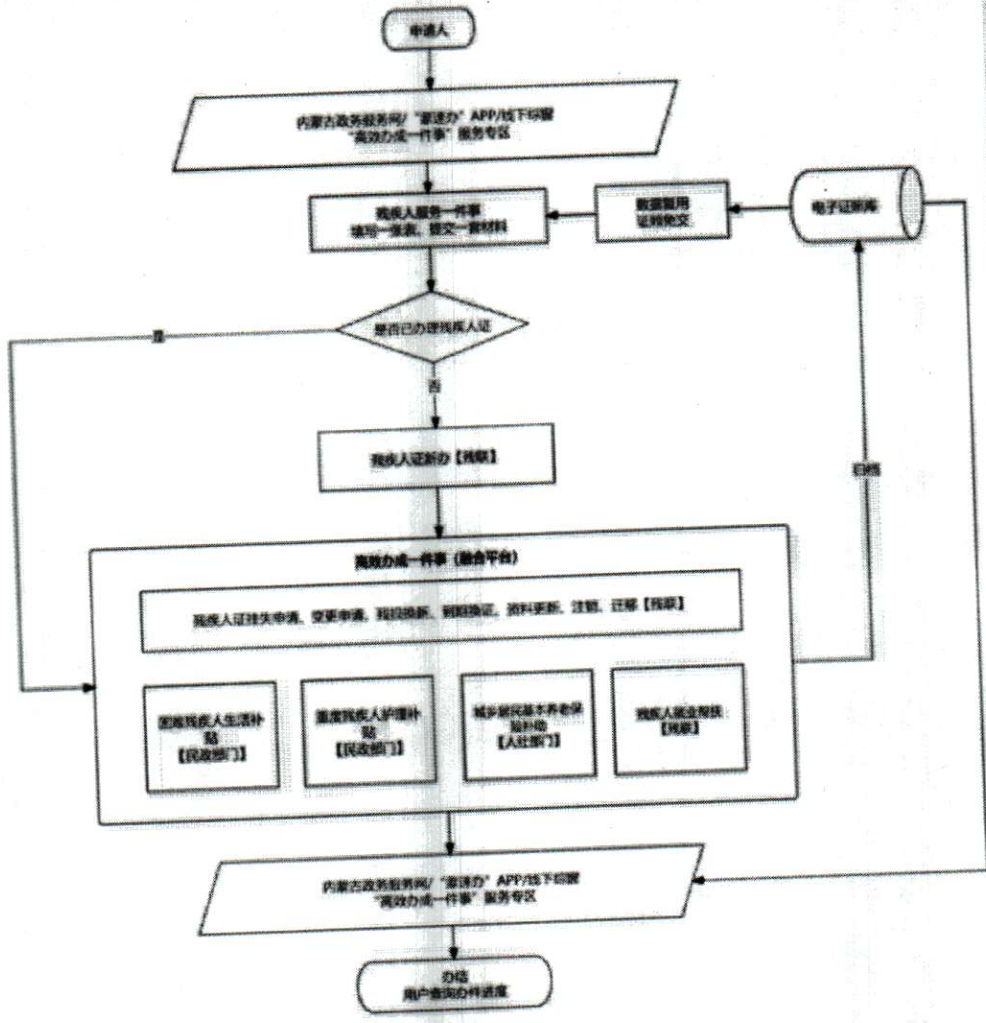 申请人
内蒙古政务服务网/ “蒙速办” APP/线下综窗
“高效办成一件事” 服务专区
残疾人服务一件事
填写一张表、提交一套材料
数据复用
证照免交
电子证照库
是否已办理残疾人证
是
否
残疾人证新办【残联】
归档
高效办成一件事（融合平台）
残疾人证挂失申请、变更申请、残损换新、到期换证、资料更新、注销、迁移【残联】
困难残疾人生活补
贴
【民政部门】
重度残疾人护理补
贴
【民政部门】
城乡居民基本养老保
险补助
【人社部门】
残疾人就业帮扶
【残联】
内蒙古政务服务网/ “蒙速办” APP/线下综窗
“高效办成一件事” 服务专区
办结
用户查询办件进度